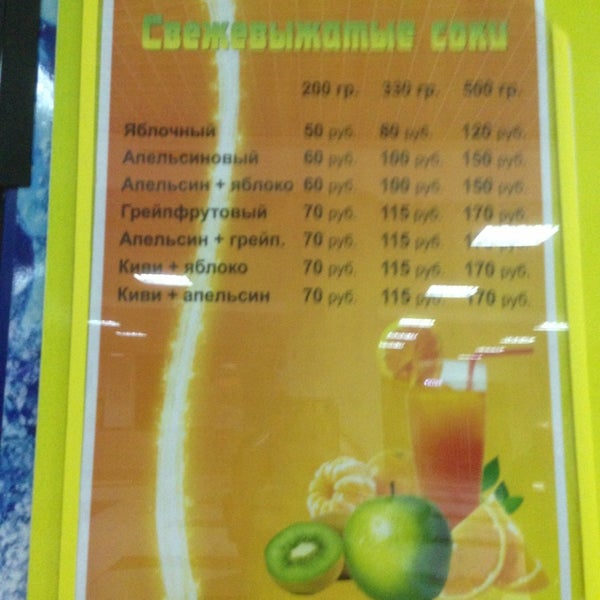 Свежевыжатые соки
200 гр. 330 гр. 500 гр.
Яблочный 50 руб. 80 руб. 120 руб.
Апельсиновый 60 руб. 100 руб. 150 руб.
Апельсин + яблоко 60 руб. 100 руб. 150 руб.
Грейпфрутовый 70 руб. 115 руб. 170 руб.
Апельсин + грейп. 70 руб. 115 руб.
Киви + яблоко 70 руб. 115 руб. 170 руб.
Киви + апельсин 70 руб. 115 руб. 170 руб.